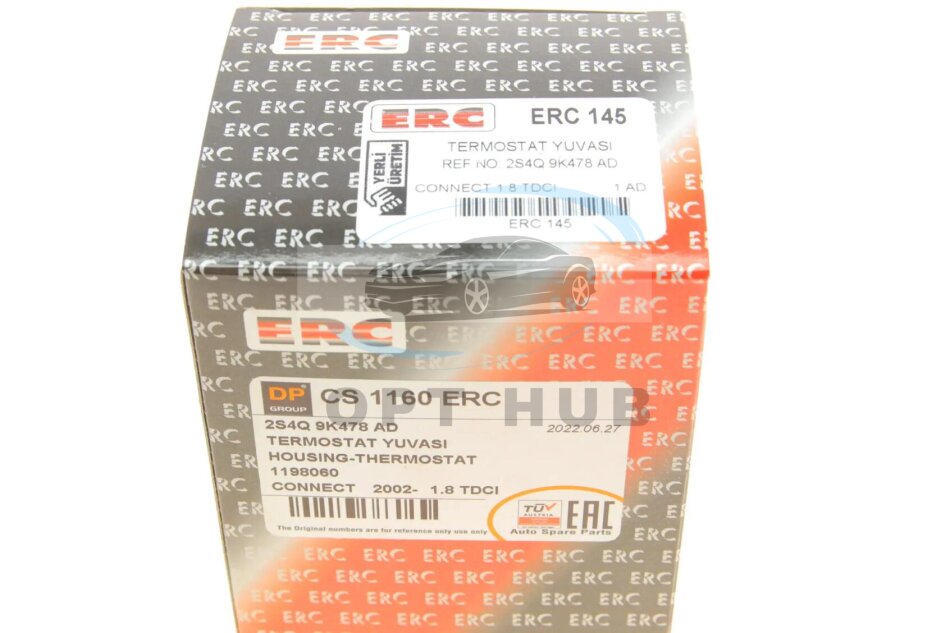 ERC
ERC ERC 145
YERLİ ÜRETİM
TERMOSTAT YUVASI
REF NO. 2S4Q 9K478 AD
CONNECT 1.8 TDCI 1 AD
ERC 145
ERC
DP GROUP CS 1160 ERC
OPT HUB
2S4Q 9K478 AD 2022.06.27
TERMOSTAT YUVASI
HOUSING-THERMOSTAT
1198060
CONNECT 2002- 1.8 TDCI
TÜV AUSTRIA EAC
Auto Spare Parts
The Original numbers are for reference only use only